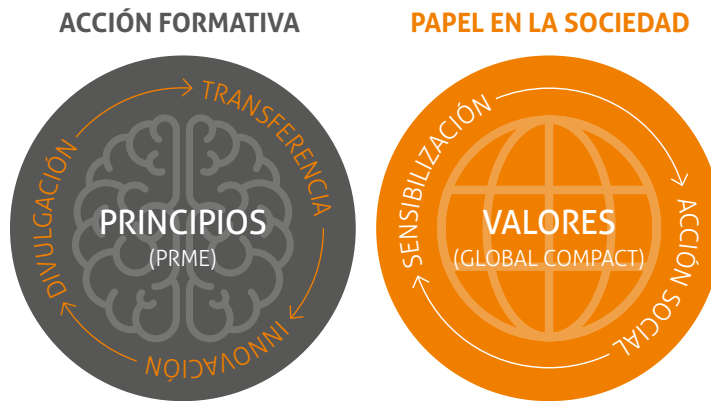 ACCIÓN FORMATIVA
TRANSFERENCIA
INNOVACIÓN
DIVULGACIÓN
PRINCIPIOS
(PRME)
PAPEL EN LA SOCIEDAD
SENSIBILIZACIÓN
ACCIÓN SOCIAL
VALORES
(GLOBAL COMPACT)